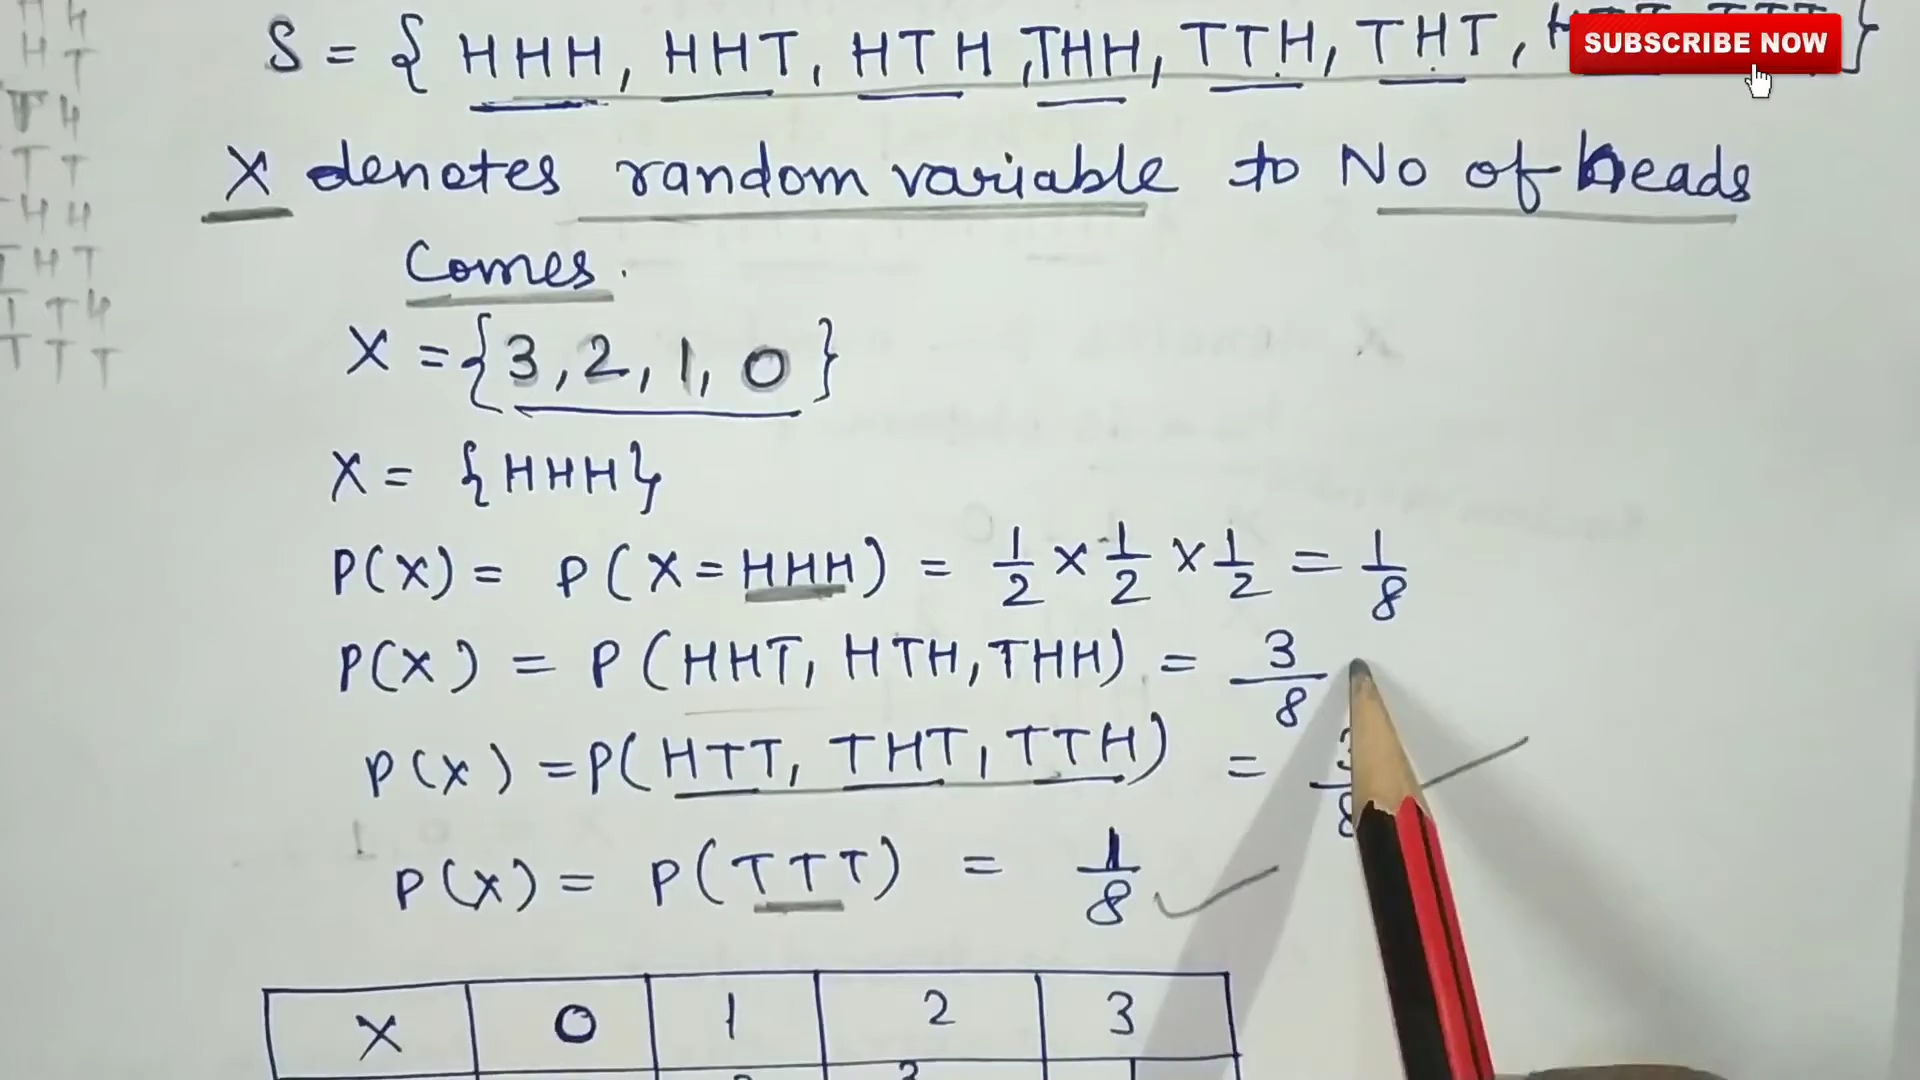 H H
H T
T H
T T
H H
T H T
T T H
T T T
S = { HHH, HHT, HTH, THH, TTH, THT, }
SUBSCRIBE NOW
X denotes random variable to No of heads
Comes.
X = {3, 2, 1, 0}
X = {HHH}
P(X) = P(X = HHH) = 1/2 × 1/2 × 1/2 = 1/8
P(X) = P(HHT, HTH, THH) = 3/8
P(X) = P(HTT, THT, TTH) = 3/8
P(X) = P(TTT) = 1/8
X 0 1 2 3